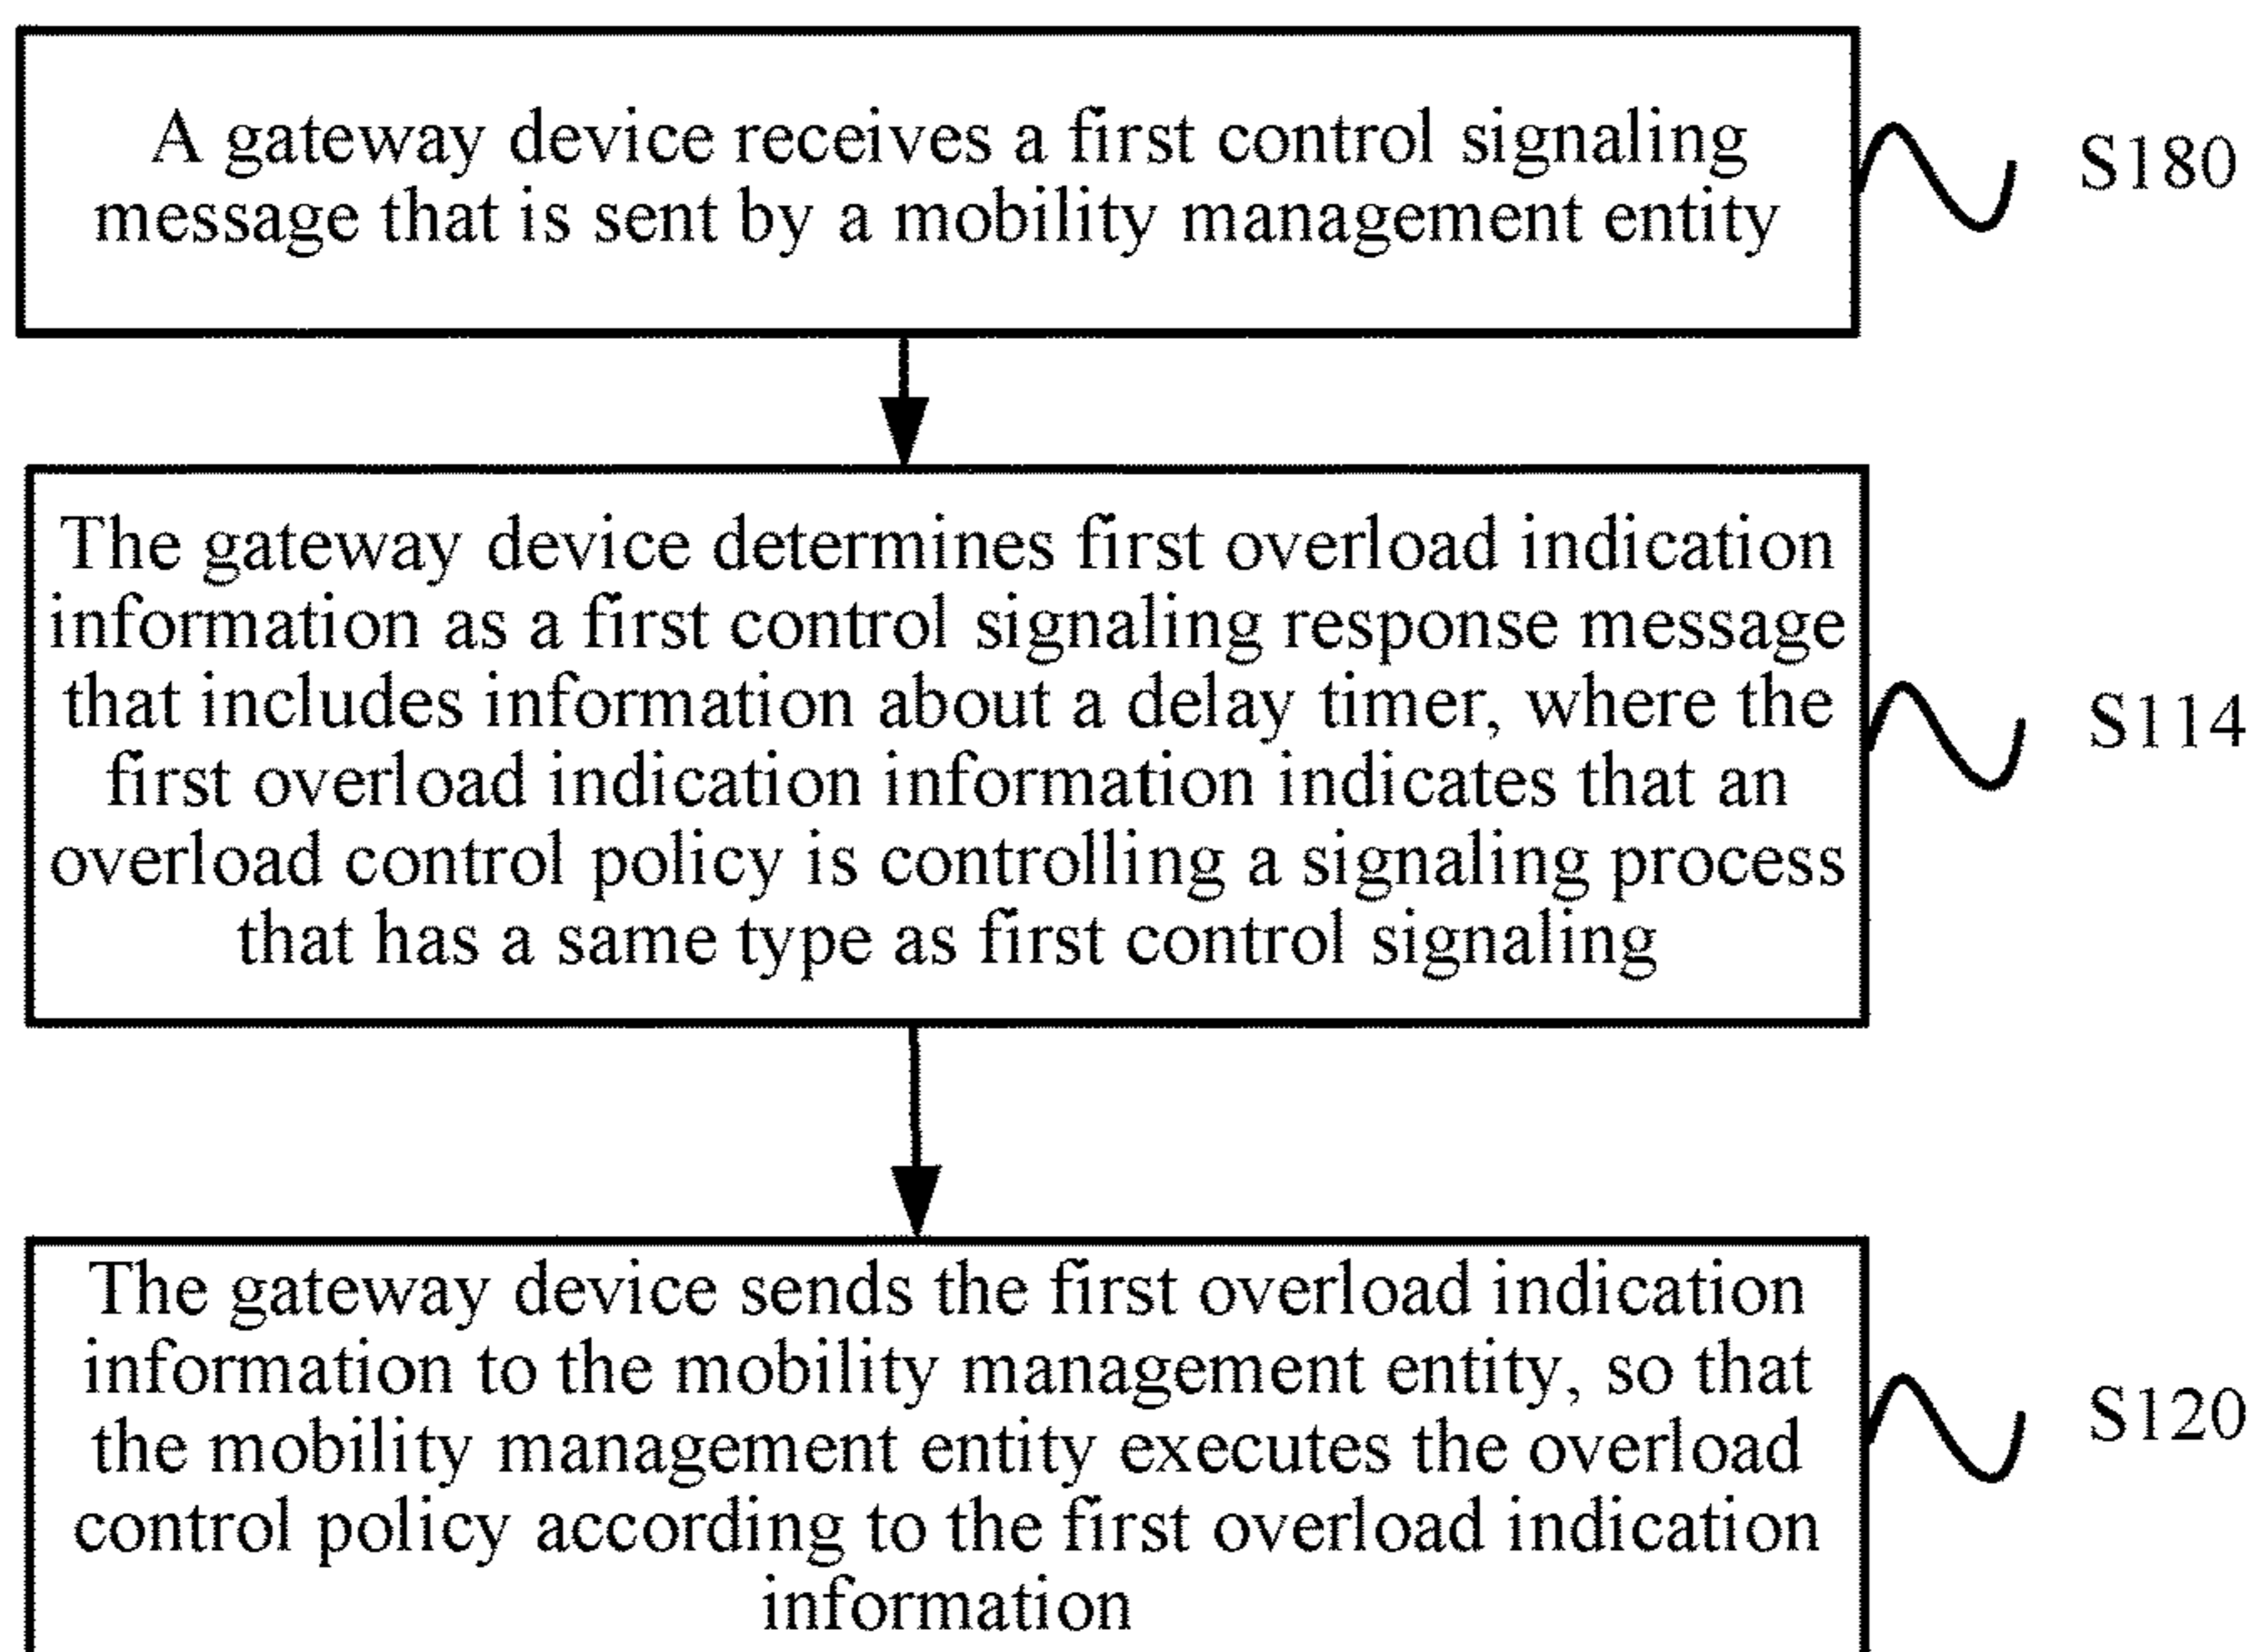 A gateway device receives a first control signaling
message that is sent by a mobility management entity
S180
The gateway device determines first overload indication
information as a first control signaling response message
that includes information about a delay timer, where the
first overload indication information indicates that an
overload control policy is controlling a signaling process
that has a same type as first control signaling
S114
The gateway device sends the first overload indication
information to the mobility management entity, so that
the mobility management entity executes the overload
control policy according to the first overload indication
information
S120